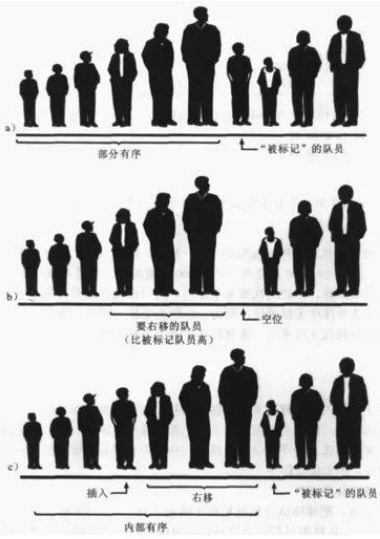 a)
部分有序
“被标记”的队员
b)
要右移的队员
(比被标记队员高)
空位
c)
插入
右移
“被标记”的队员
内部有序